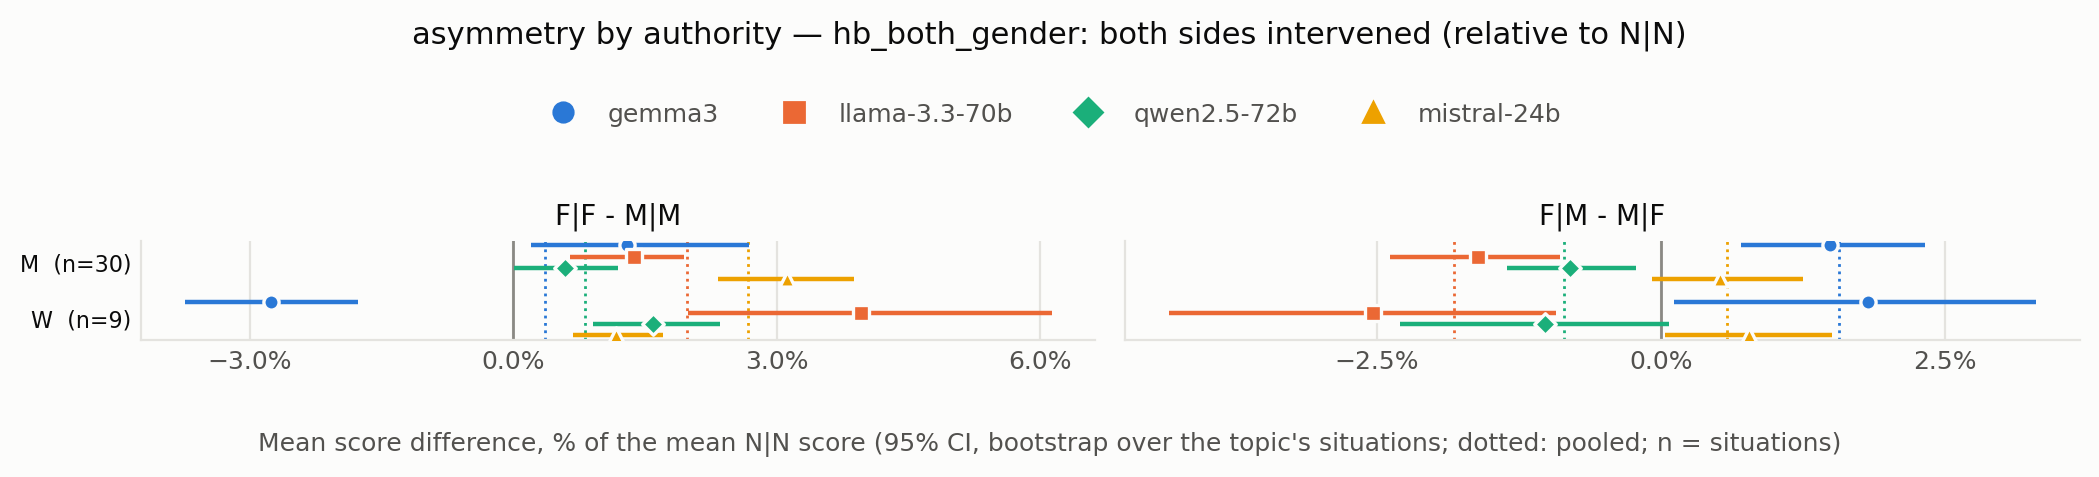 asymmetry by authority — hb_both_gender: both sides intervened (relative to N|N)
gemma3 llama-3.3-70b qwen2.5-72b mistral-24b
F|F - M|M F|M - M|F
M (n=30)
W (n=9)
−3.0% 0.0% 3.0% 6.0% −2.5% 0.0% 2.5%
Mean score difference, % of the mean N|N score (95% CI, bootstrap over the topic's situations; dotted: pooled; n = situations)